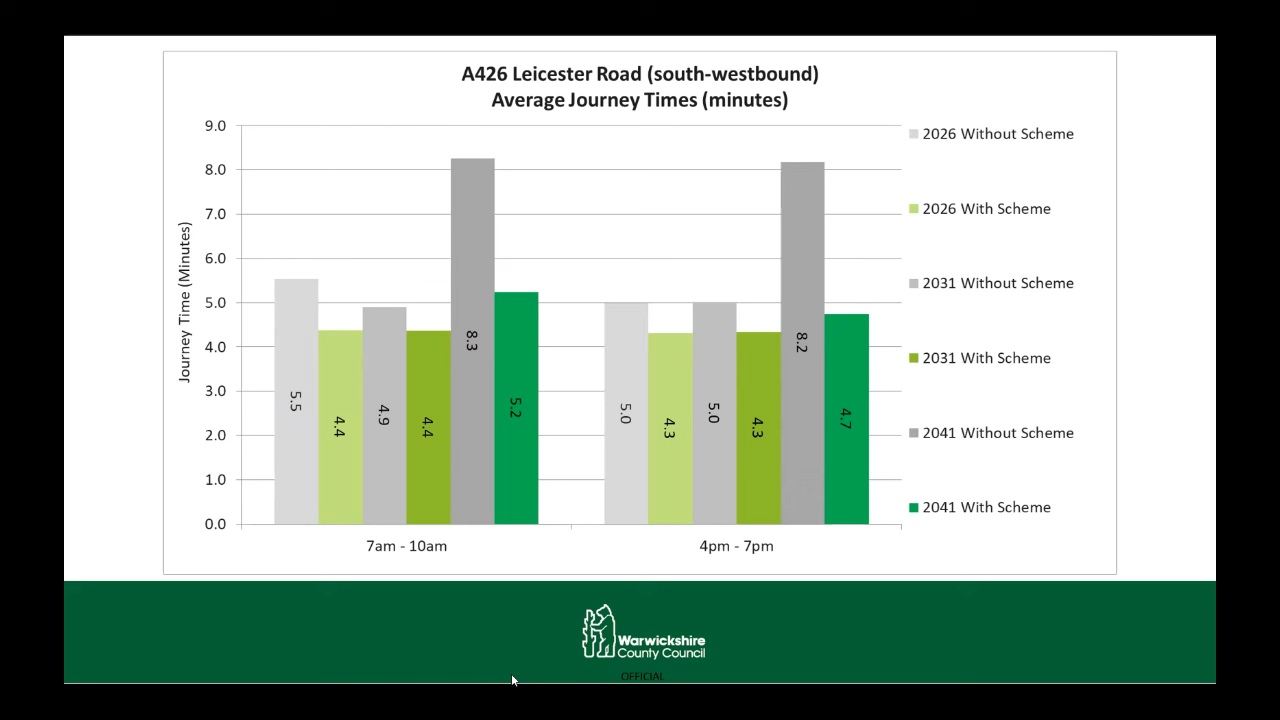 A426 Leicester Road (south-westbound)
Average Journey Times (minutes)
Journey Time (Minutes)
9.0
8.0
7.0
6.0
5.0
4.0
3.0
2.0
1.0
0.0
5.5
4.4
4.9
4.4
8.3
5.2
5.0
4.3
5.0
4.3
8.2
4.7
7am - 10am
4pm - 7pm
2026 Without Scheme
2026 With Scheme
2031 Without Scheme
2031 With Scheme
2041 Without Scheme
2041 With Scheme
Warwickshire
County Council
OFFICIAL